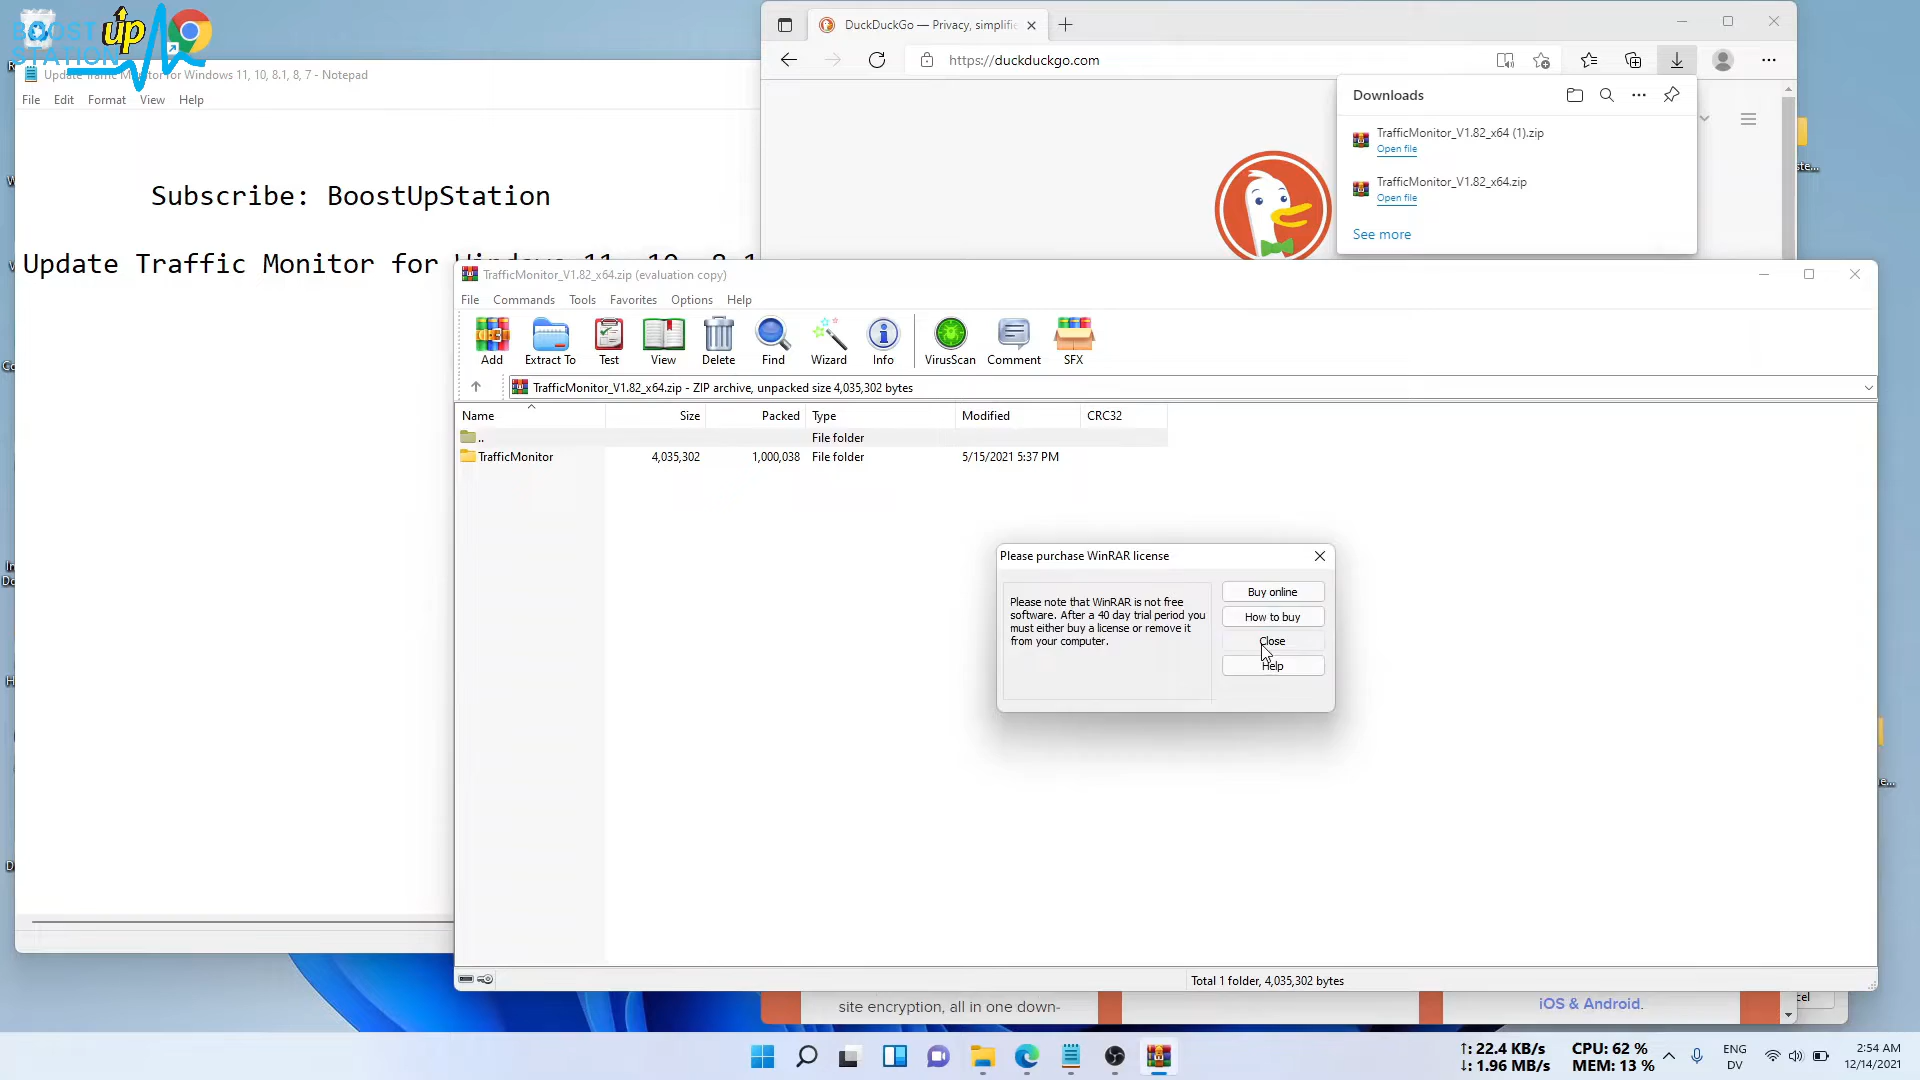 BOOST up
STATION
Update Traffic Monitor for Windows 11, 10, 8.1, 8, 7 - Notepad
File Edit Format View Help
Subscribe: BoostUpStation
Update Traffic Monitor for Windows 11, 10, 8.1
DuckDuckGo — Privacy, simplifie
https://duckduckgo.com
Downloads
TrafficMonitor_V1.82_x64 (1).zip
Open file
TrafficMonitor_V1.82_x64.zip
Open file
See more
TrafficMonitor_V1.82_x64.zip (evaluation copy)
File Commands Tools Favorites Options Help
Add Extract To Test View Delete Find Wizard Info VirusScan Comment SFX
TrafficMonitor_V1.82_x64.zip - ZIP archive, unpacked size 4,035,302 bytes
Name Size Packed Type Modified CRC32
.. File folder
TrafficMonitor 4,035,302 1,000,038 File folder 5/15/2021 5:37 PM
Please purchase WinRAR license
Please note that WinRAR is not free
software. After a 40 day trial period you
must either buy a license or remove it
from your computer.
Buy online
How to buy
Close
Help
Total 1 folder, 4,035,302 bytes
site encryption, all in one down-
iOS & Android.
↑: 22.4 KB/s CPU: 62 %
↓: 1.96 MB/s MEM: 13 %
ENG
DV
2:54 AM
12/14/2021